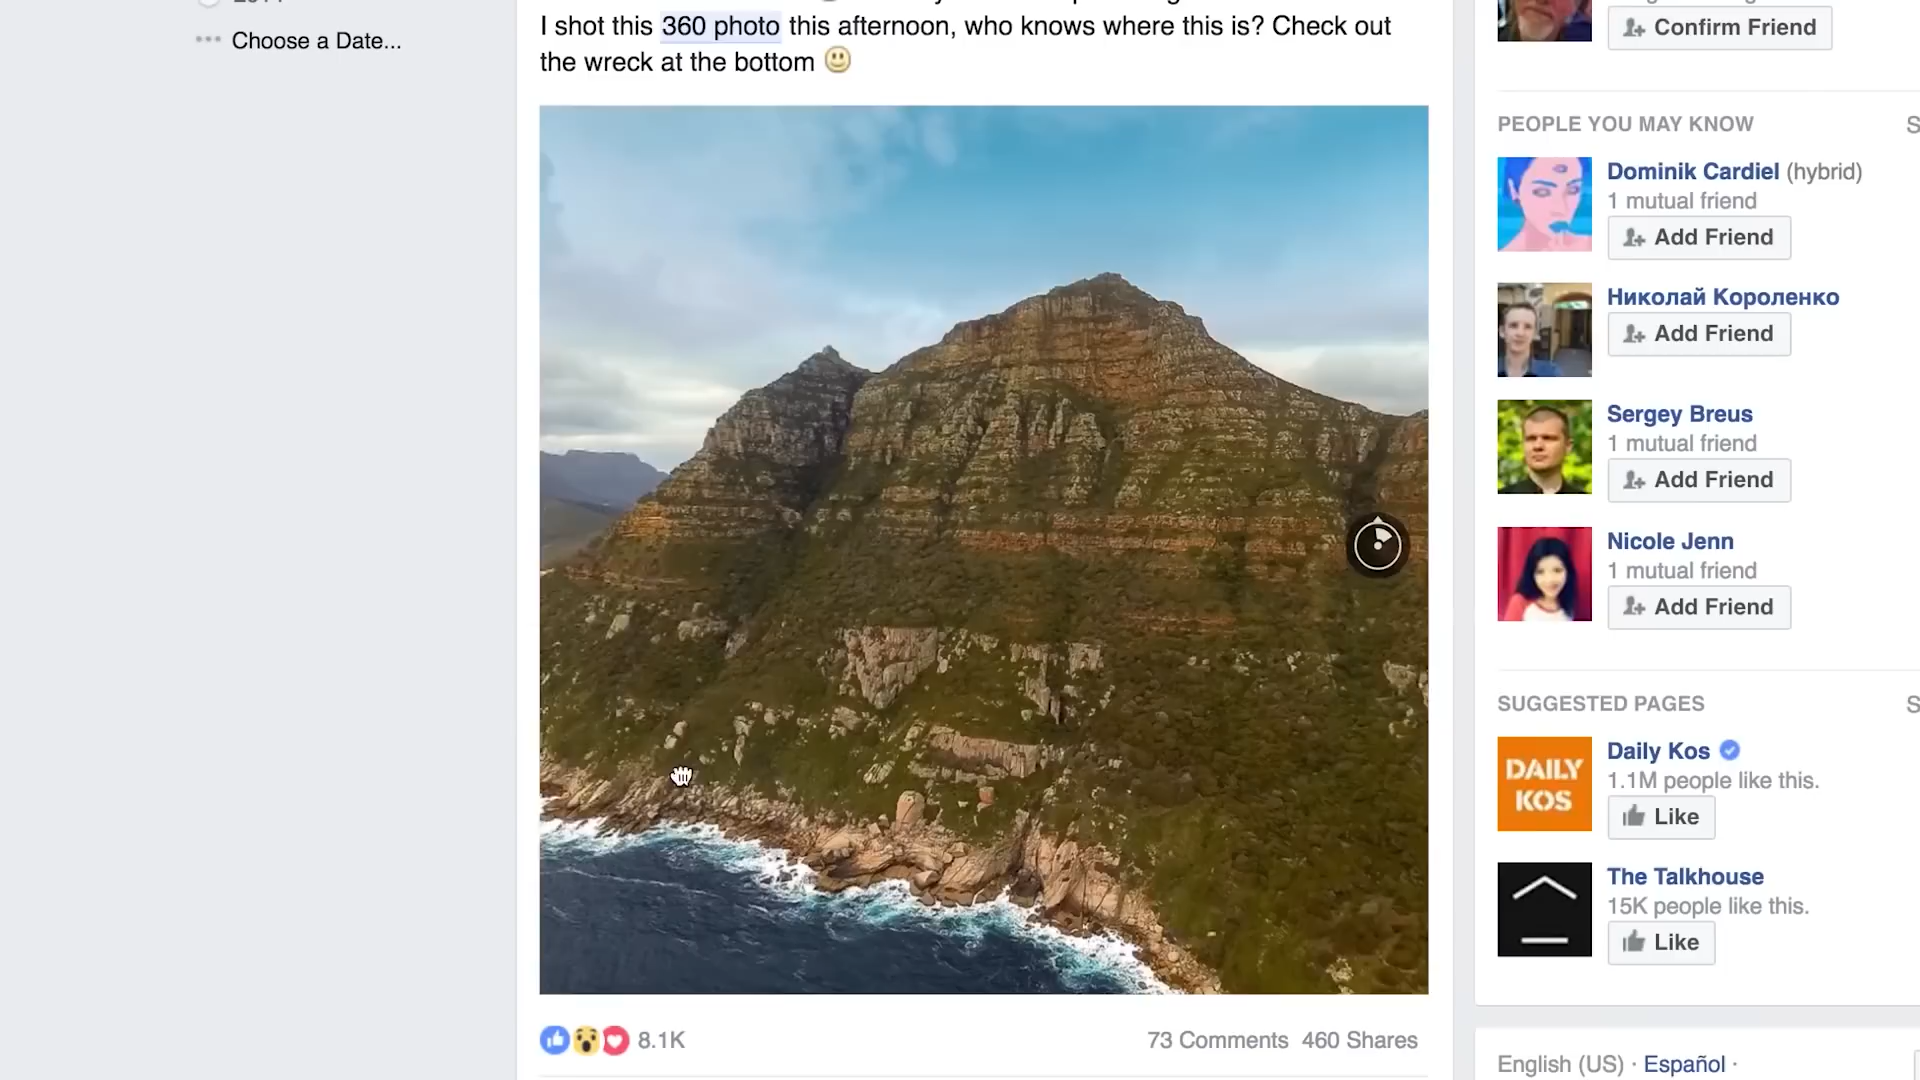 Choose a Date...
I shot this 360 photo this afternoon, who knows where this is? Check out
the wreck at the bottom
8.1K
73 Comments 460 Shares
Confirm Friend
PEOPLE YOU MAY KNOW
Dominik Cardiel (hybrid)
1 mutual friend
Add Friend
Николай Короленко
Add Friend
Sergey Breus
1 mutual friend
Add Friend
Nicole Jenn
1 mutual friend
Add Friend
SUGGESTED PAGES
DAILY
KOS
Daily Kos
1.1M people like this.
Like
The Talkhouse
15K people like this.
Like
English (US) · Español ·